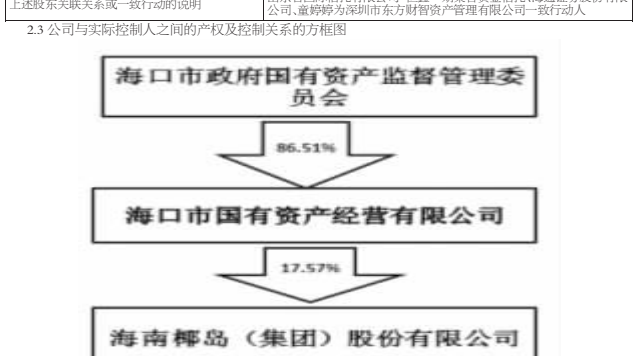 上述股东关联关系或一致行动的说明
公司、童婷婷为深圳市东方财智资产管理有限公司一致行动人
2.3 公司与实际控制人之间的产权及控制关系的方框图
海口市政府国有资产监督管理委
员会
86.51%
海口市国有资产经营有限公司
17.57%
海南椰岛（集团）股份有限公司